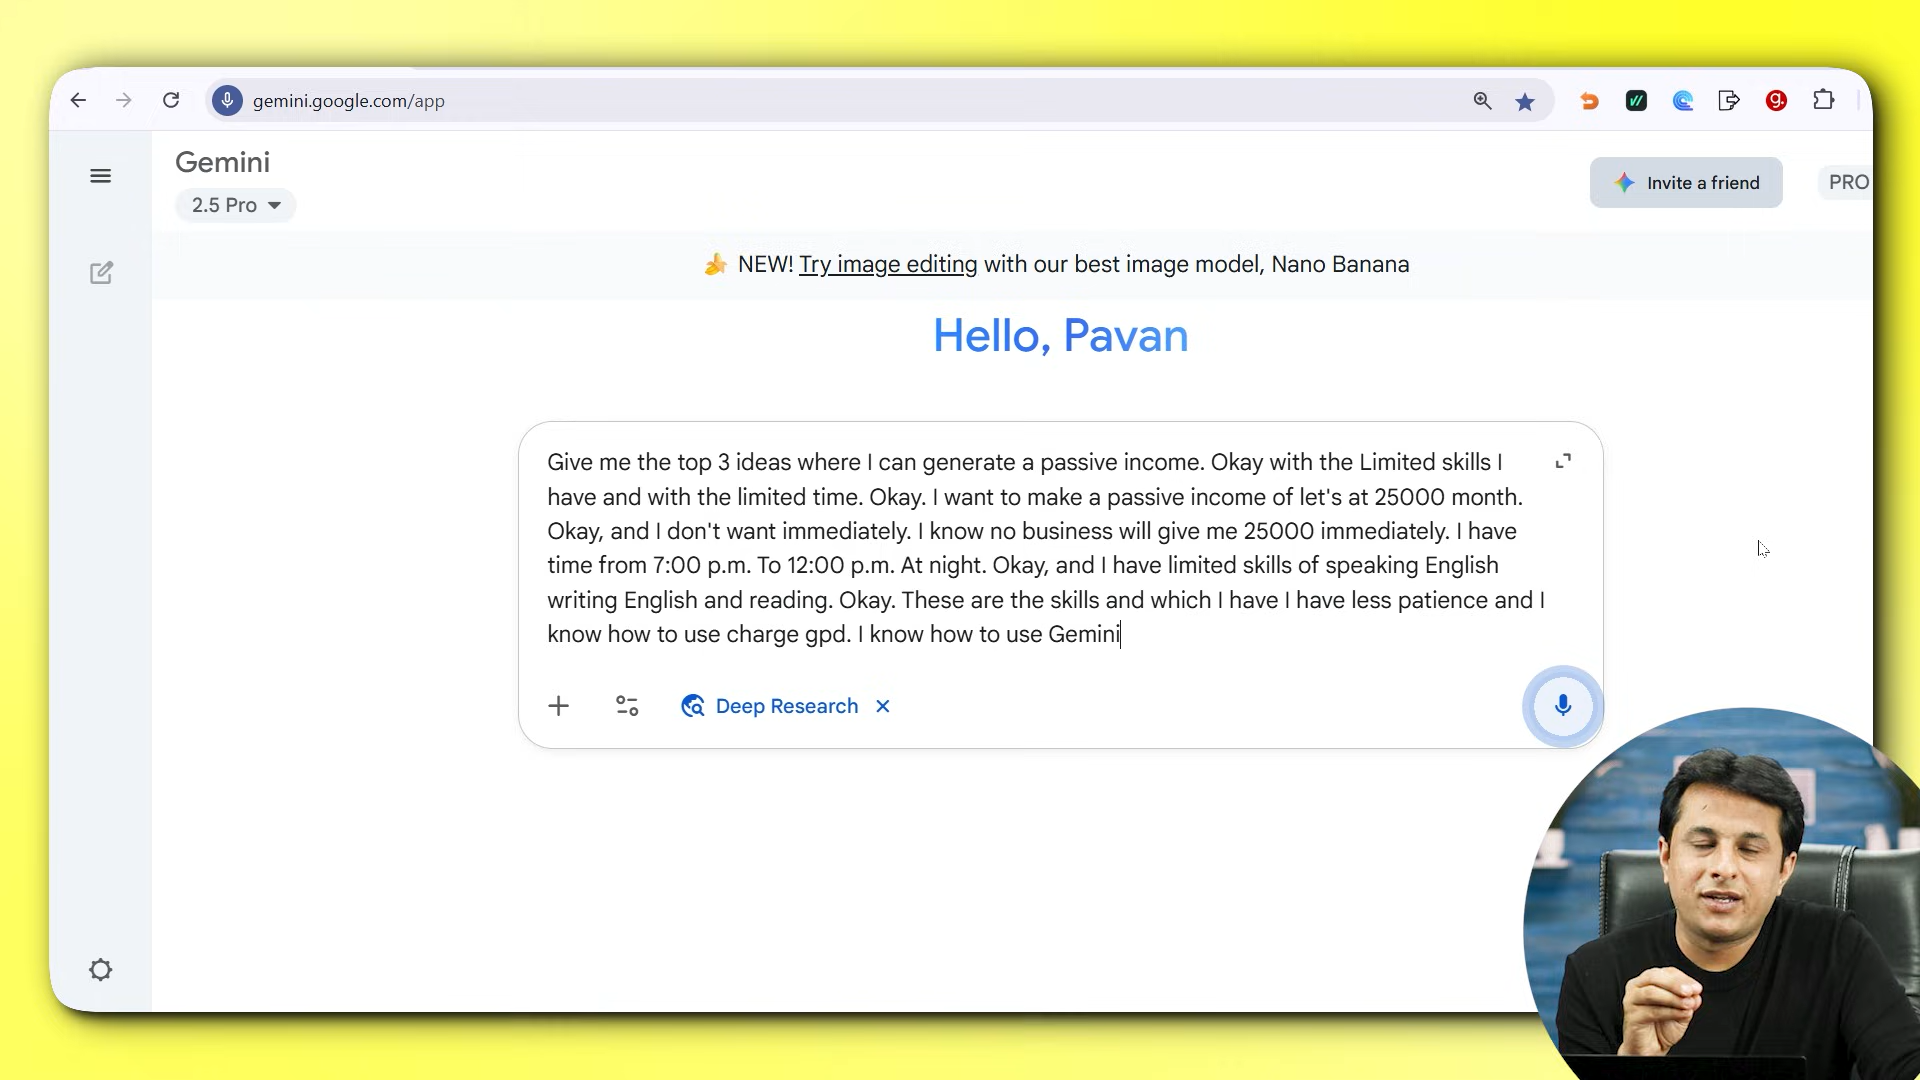 gemini.google.com/app
g.
Gemini
2.5 Pro
Invite a friend
PRO
NEW! Try image editing with our best image model, Nano Banana
Hello, Pavan
Give me the top 3 ideas where I can generate a passive income. Okay with the Limited skills I
have and with the limited time. Okay. I want to make a passive income of let's at 25000 month.
Okay, and I don't want immediately. I know no business will give me 25000 immediately. I have
time from 7:00 p.m. To 12:00 p.m. At night. Okay, and I have limited skills of speaking English
writing English and reading. Okay. These are the skills and which I have I have less patience and I
know how to use charge gpd. I know how to use Gemini
Deep Research